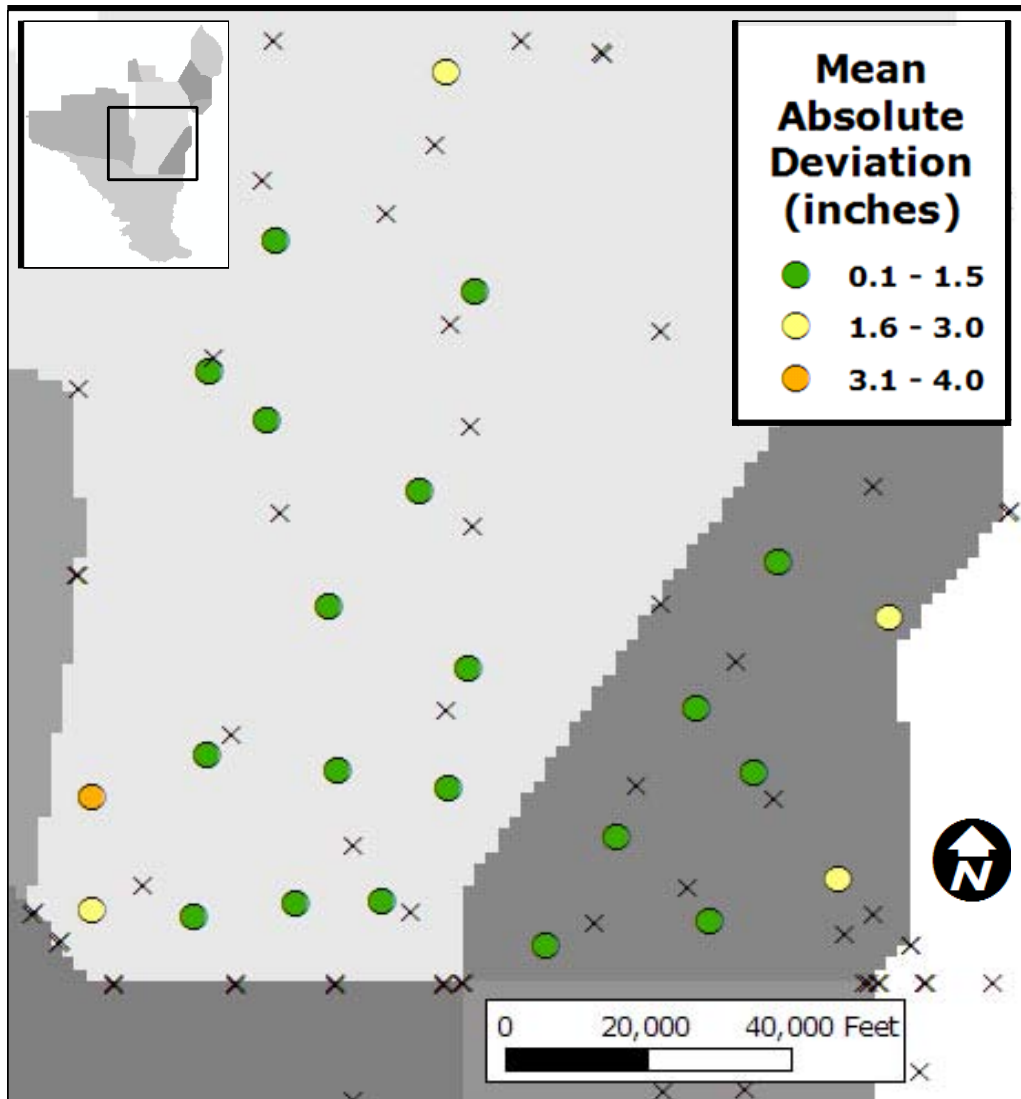 Mean
Absolute
Deviation
(inches)
0.1 - 1.5
1.6 - 3.0
3.1 - 4.0
N
0 20,000 40,000 Feet